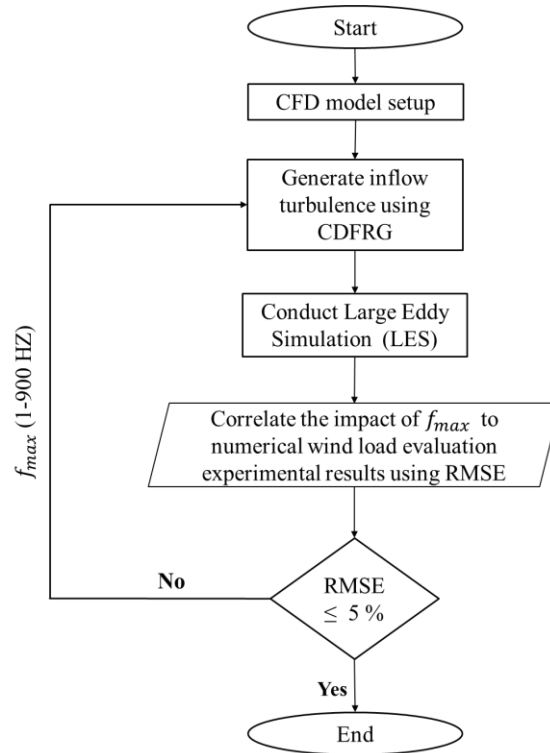 Start
CFD model setup
Generate inflow
turbulence using
CDFRG
Conduct Large Eddy
Simulation (LES)
Correlate the impact of f_max to
numerical wind load evaluation
experimental results using RMSE
f_max (1-900 HZ)
No
RMSE
≤ 5 %
Yes
End